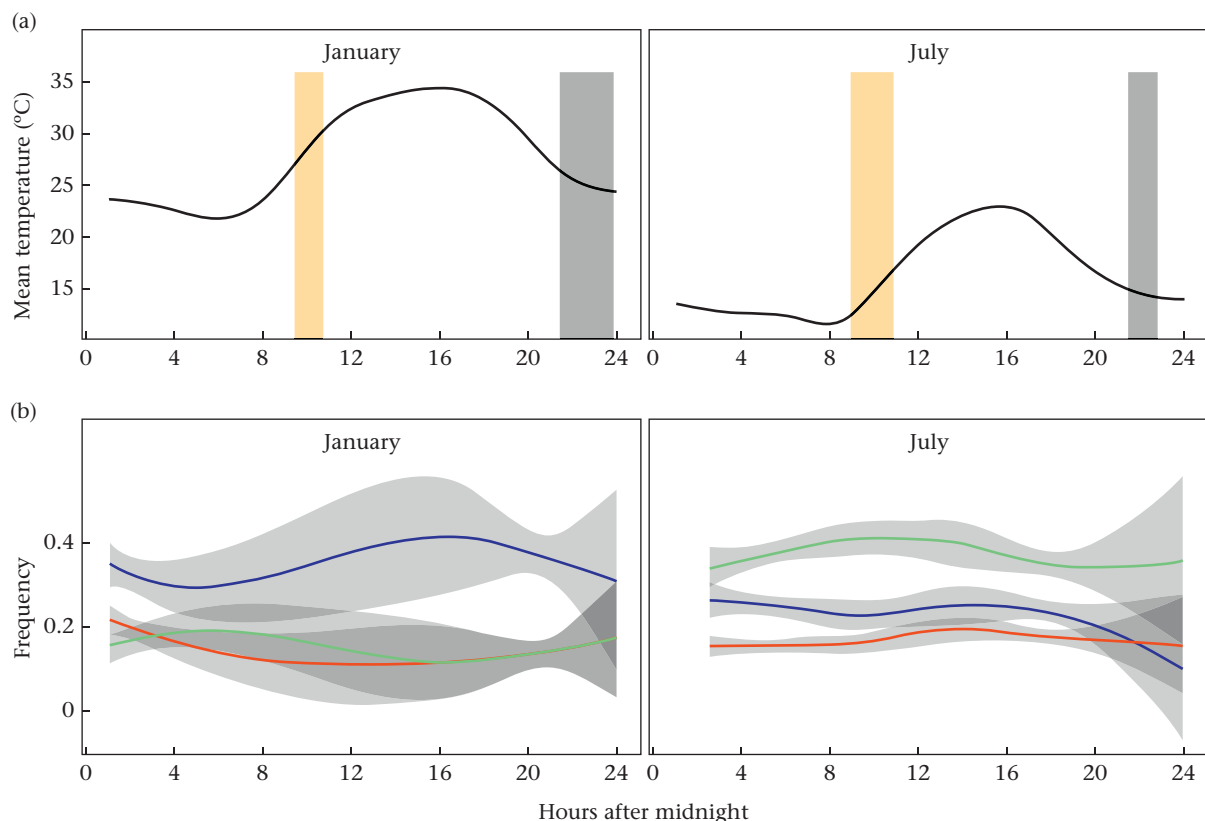 (a)
January
July
Mean temperature (ºC)
35
30
25
20
15
0 4 8 12 16 20 24
0 4 8 12 16 20 24
(b)
January
July
Frequency
0.4
0.2
0
0 4 8 12 16 20 24
0 4 8 12 16 20 24
Hours after midnight